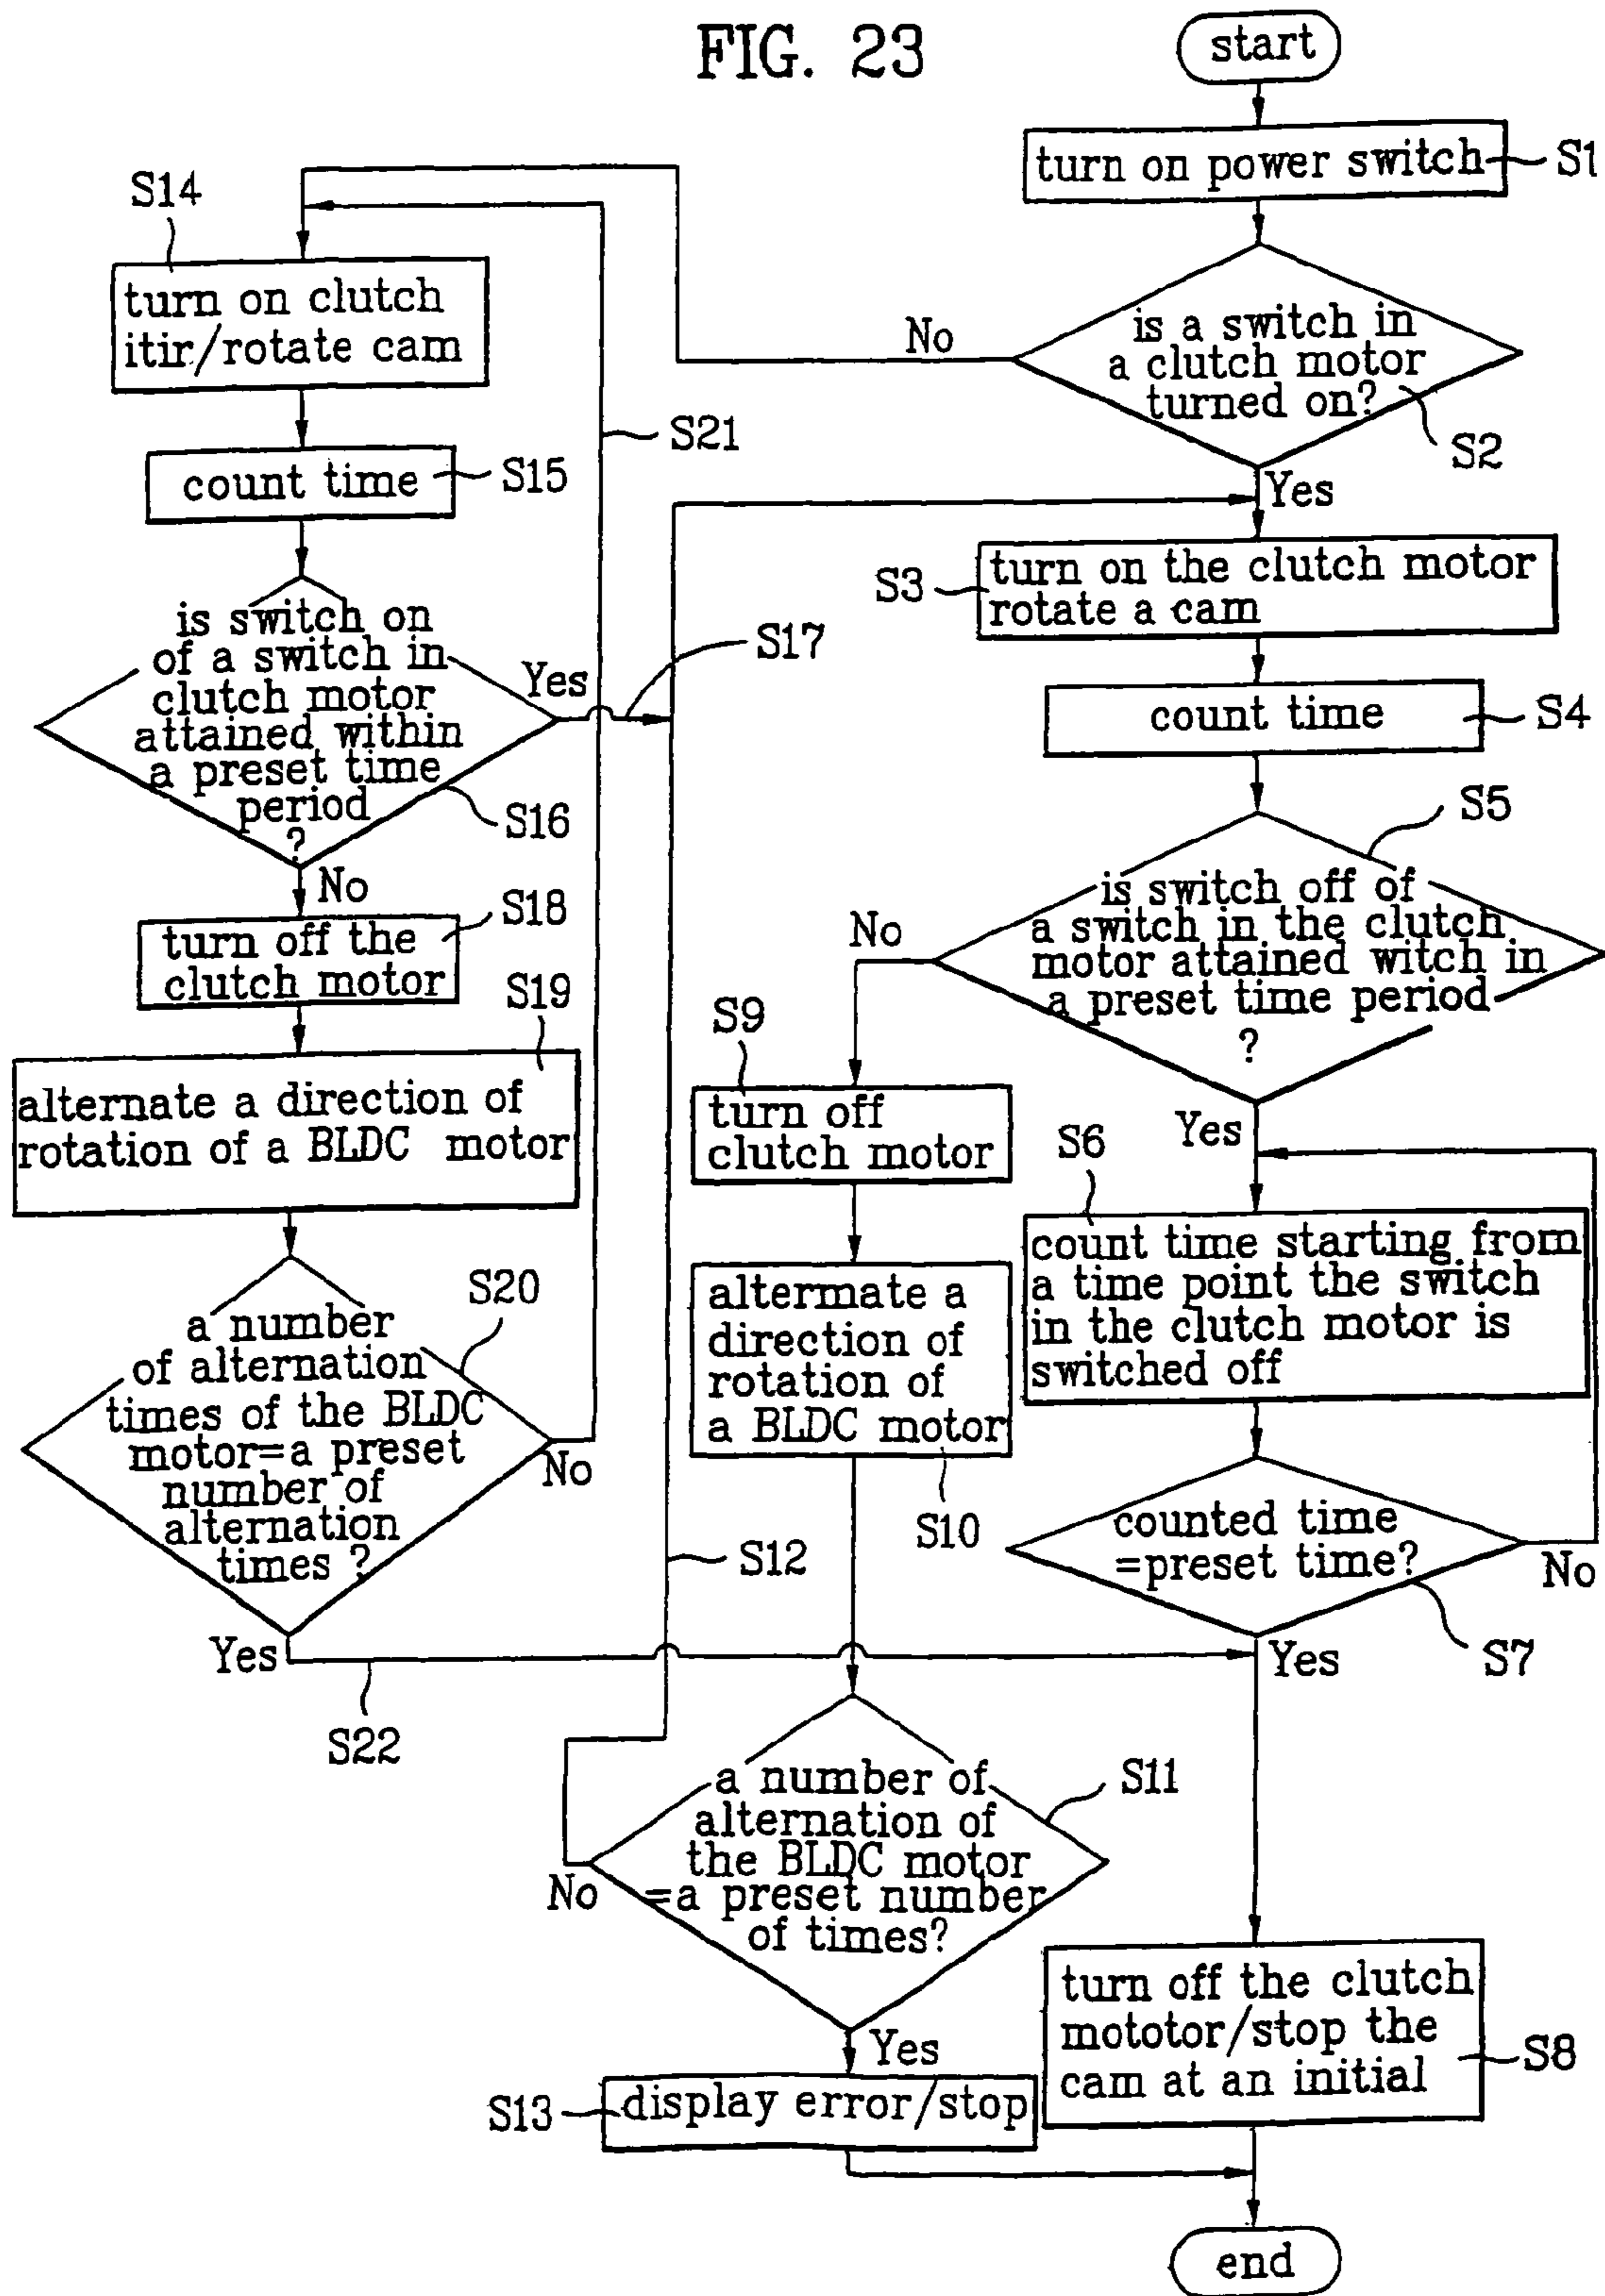 FIG. 23
start
turn on power switch
S1
is a switch in
a clutch motor
turned on?
S2
No
Yes
S14
turn on clutch
itir/rotate cam
count time
S15
S21
is switch on
of a switch in
clutch motor
attained within
a preset time
period
?
S16
Yes
S17
No
S3
turn on the clutch motor
rotate a cam
count time
S4
S5
is switch off of
a switch in the clutch
motor attained witch in
a preset time period
?
No
Yes
S18
turn off the
clutch motor
S19
alternate a direction of
rotation of a BLDC motor
S9
turn off
clutch motor
S6
count time starting from
a time point the switch
in the clutch motor is
switched off
S20
a number
of alternation
times of the BLDC
motor=a preset
number of
alternation
times ?
No
Yes
S22
altermate a
direction of
rotation of
a BLDC motor
S10
S12
counted time
=preset time?
No
S7
Yes
a number of
alternation of
the BLDC motor
=a preset number
of times?
S11
No
Yes
S13
display error/stop
turn off the clutch
mototor/stop the
cam at an initial
S8
end